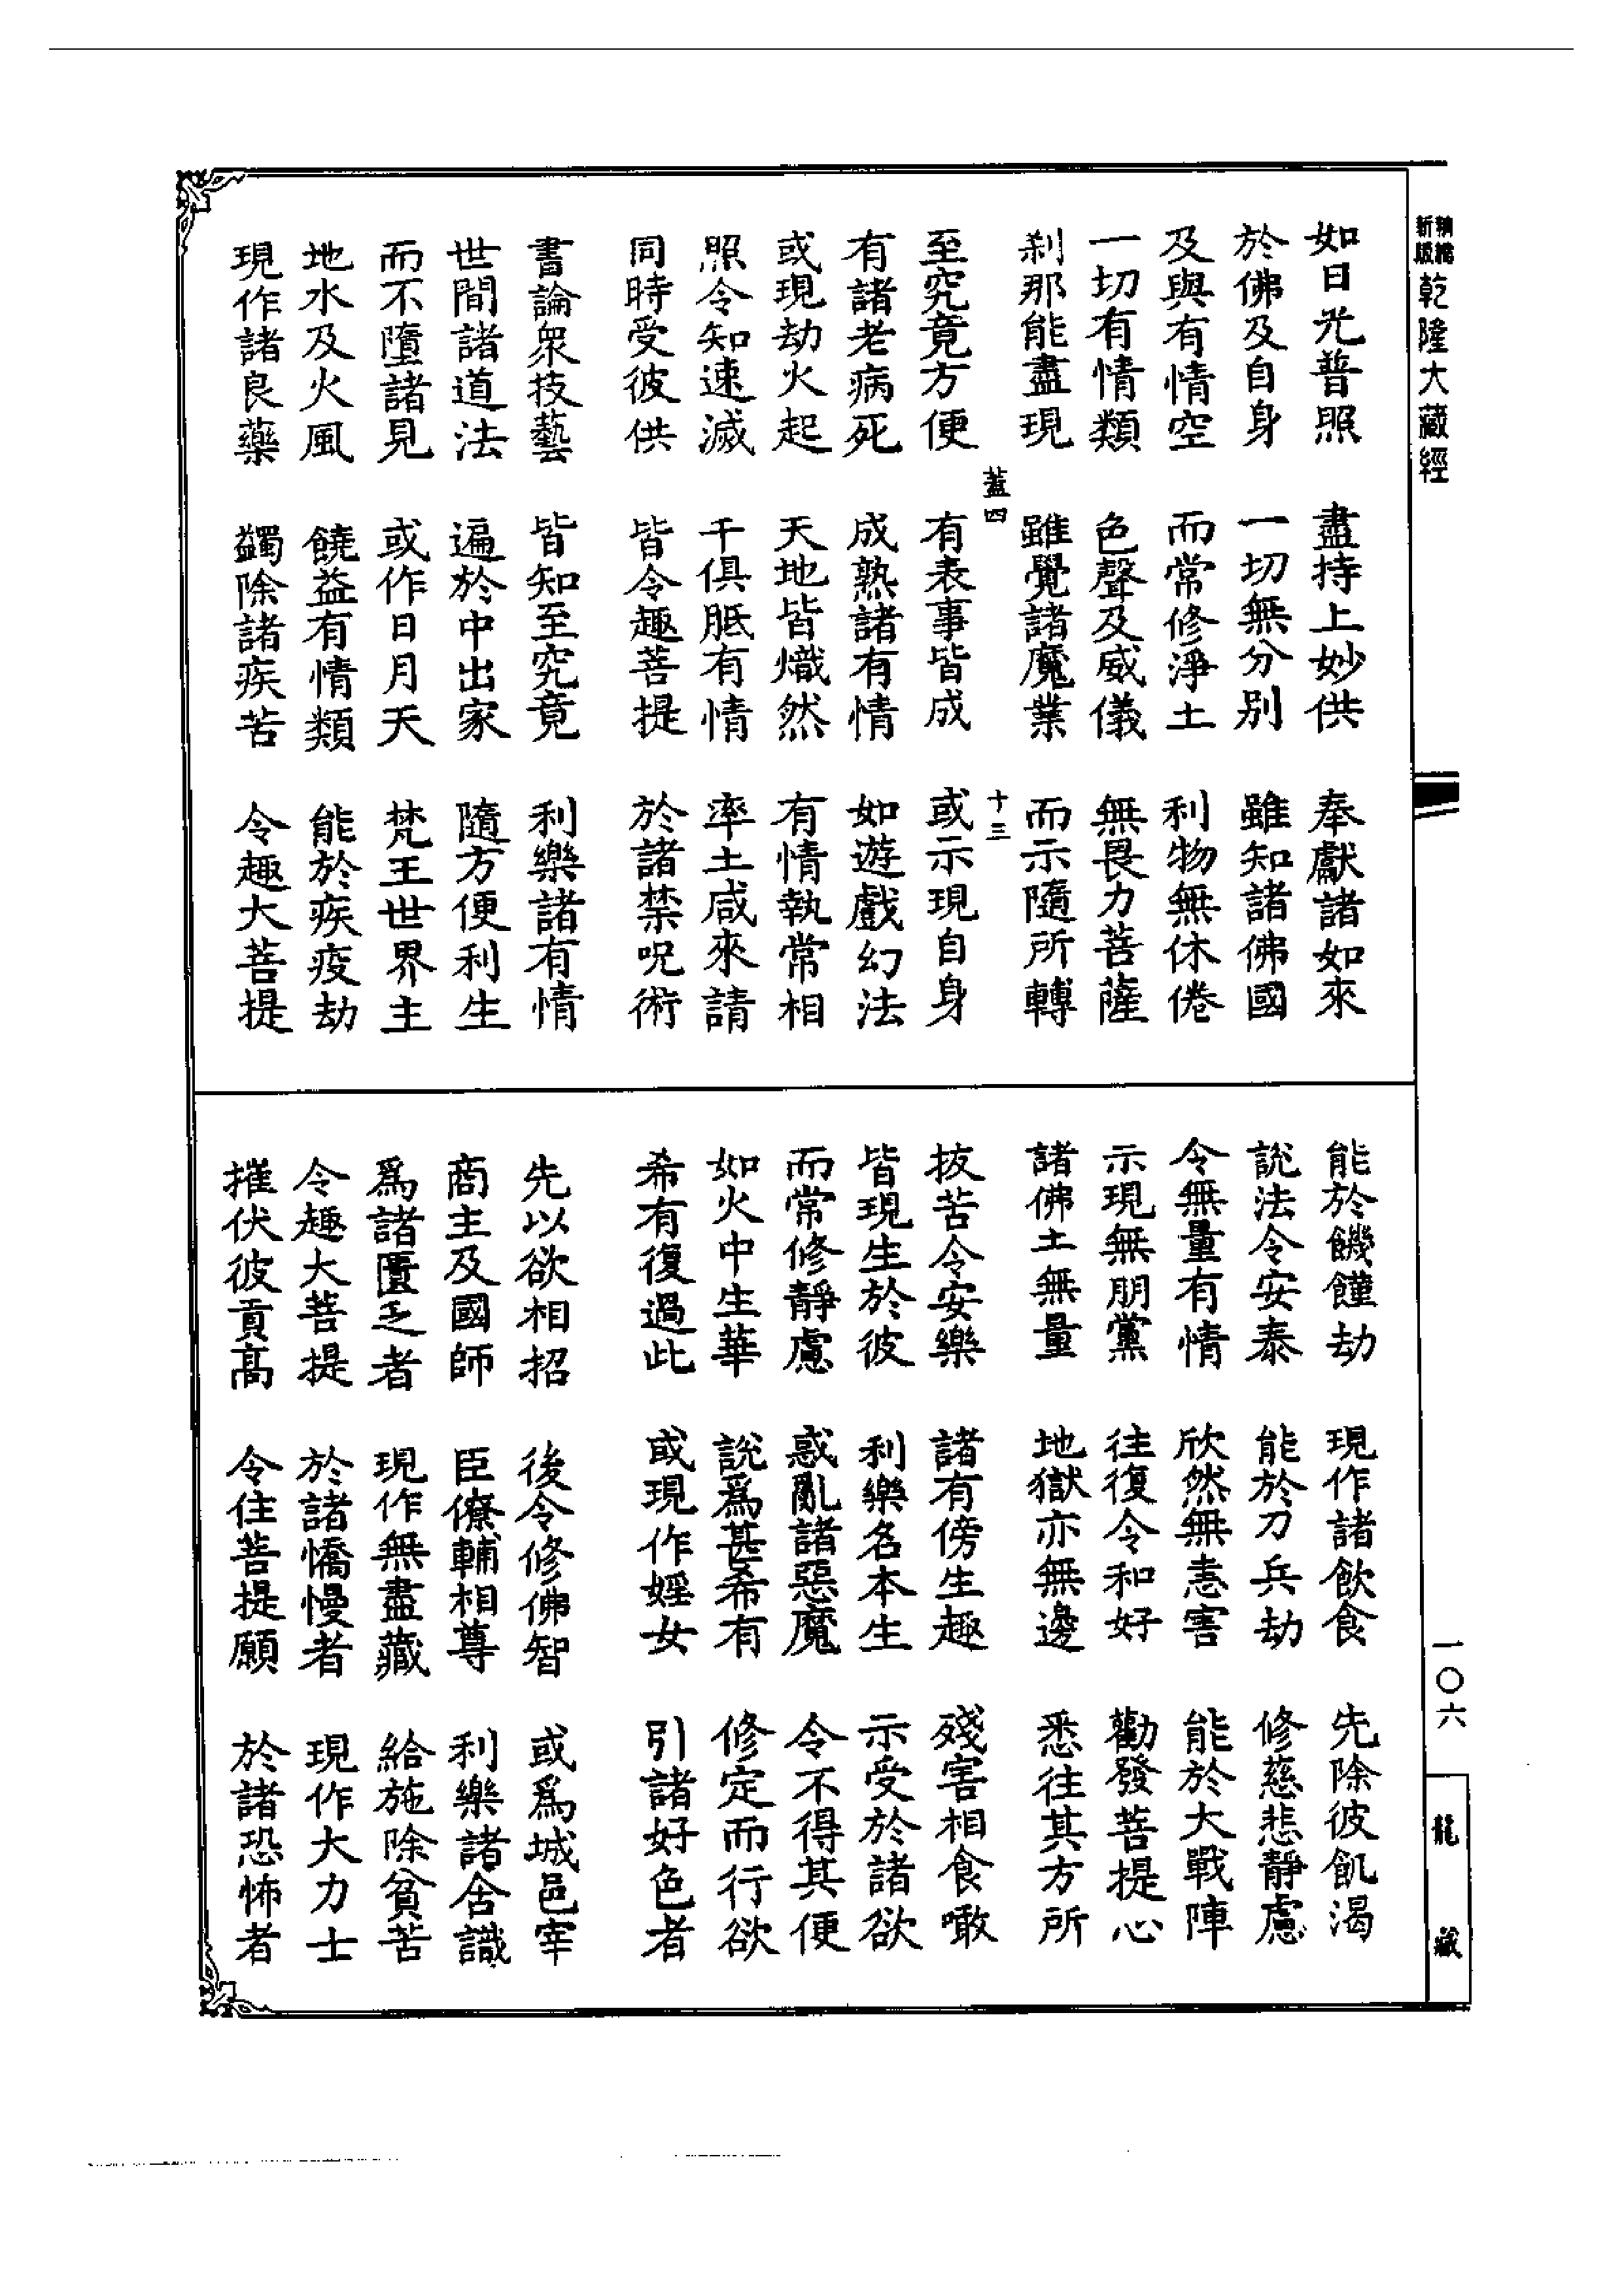 新編
新版
乾隆大藏經
如日光普照 盡持上妙供 奉獻諸如來
於佛及自身 一切無分別 雖知諸佛國
及與有情空 而常修淨土 利物無休倦
一切有情類 色聲及威儀 無畏力菩薩
刹那能盡現 雖覺諸魔業 而示隨所轉
蓋四 十三
至究竟方便 有表事皆成 或示現自身
有諸老病死 成熟諸有情 如遊戲幻法
或現劫火起 天地皆熾然 有情執常相
照令知速滅 千俱胝有情 率土咸來請
同時受彼供 皆令趣菩提 於諸禁呪術
書論衆技藝 皆知至究竟 利樂諸有情
世間諸道法 遍於中出家 隨方便利生
而不墮諸見 或作日月天 梵王世界主
地水及火風 饒益有情類 能於疾疫劫
現作諸良藥 蠲除諸疾苦 令趣大菩提
能於饑饉劫 現作諸飲食 先除彼飢渴
說法令安泰 能於刀兵劫 修慈悲靜慮
令無量有情 欣然無恚害 能於大戰陣
示現無朋黨 往復令和好 勸發菩提心
諸佛土無量 地獄亦無邊 悉往其方所
拔苦令安樂 諸有傍生趣 殘害相食噉
皆現生於彼 利樂名本生 示受於諸欲
而常修靜慮 惑亂諸惡魔 令不得其便
如火中生華 說爲甚希有 修定而行欲
希有復過此 或現作婬女 引諸好色者
先以欲相招 後令修佛智 或爲城邑宰
商主及國師 臣僚輔相尊 利樂諸含識
爲諸匱乏者 現作無盡藏 給施除貧苦
令趣大菩提 於諸憍慢者 現作大力士
摧伏彼貢高 令住菩提願 於諸恐怖者
一〇六
龍藏